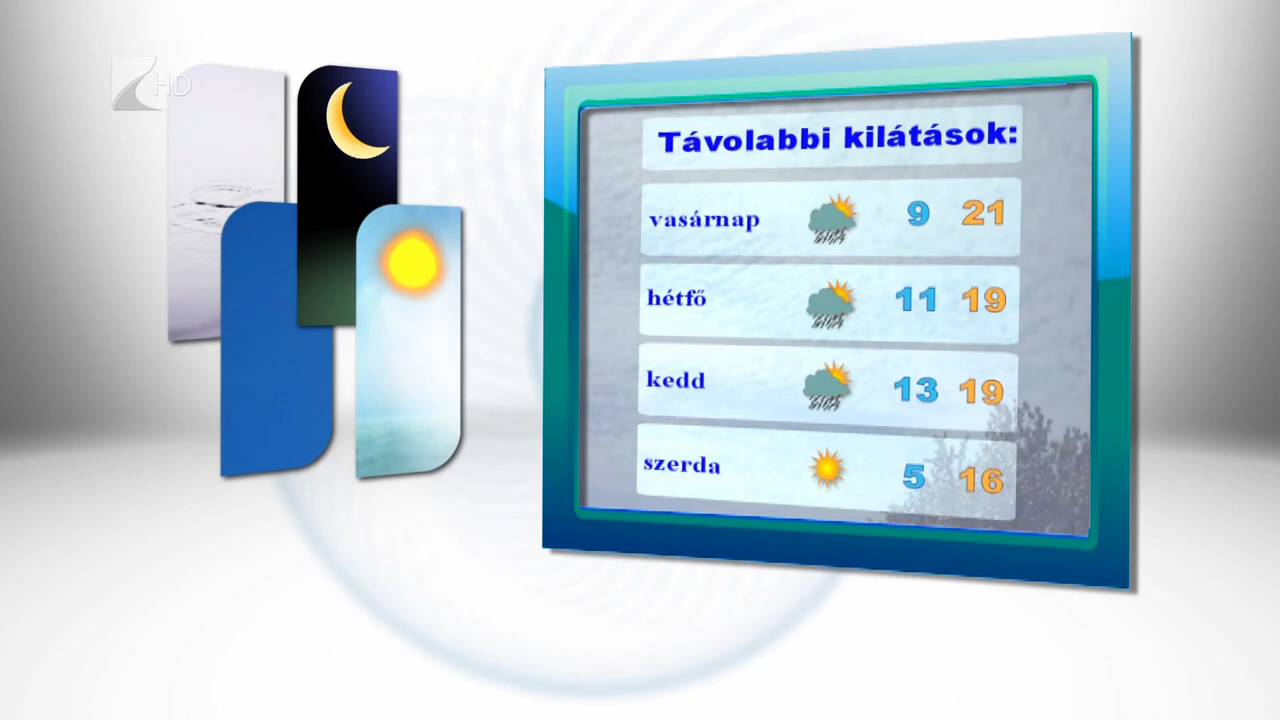 HD
Távolabbi kilátások:
vasárnap 9 21
hétfő 11 19
kedd 13 19
szerda 5 16